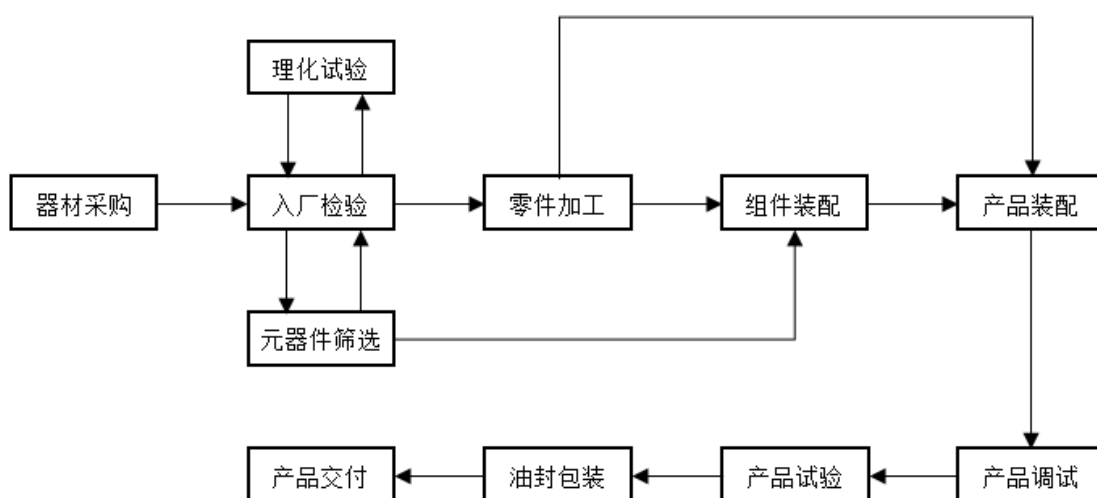 理化试验
器材采购
入厂检验
零件加工
组件装配
产品装配
元器件筛选
产品交付
油封包装
产品试验
产品调试